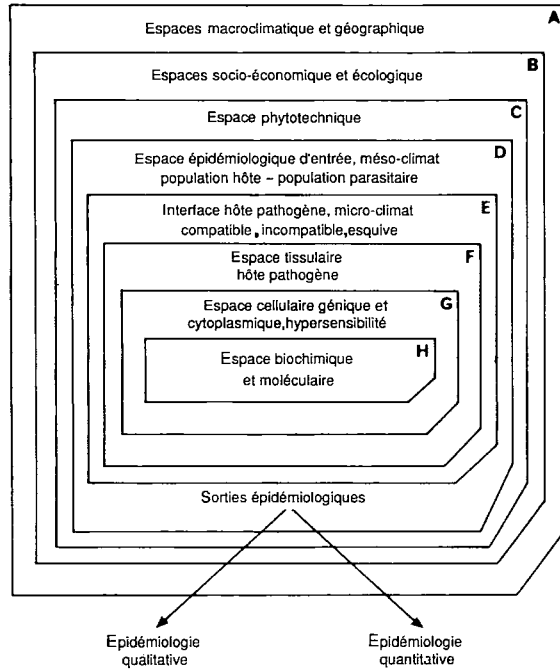 Espaces macroclimatique et géographique A
Espaces socio-économique et écologique B
Espace phytotechnique C
Espace épidémiologique d'entrée, méso-climat D
population hôte – population parasitaire
Interface hôte pathogène, micro-climat E
compatible, incompatible, esquive
Espace tissulaire F
hôte pathogène
Espace cellulaire génique et G
cytoplasmique, hypersensibilité
Espace biochimique H
et moléculaire
Sorties épidémiologiques
Epidémiologie
qualitative
Epidémiologie
quantitative